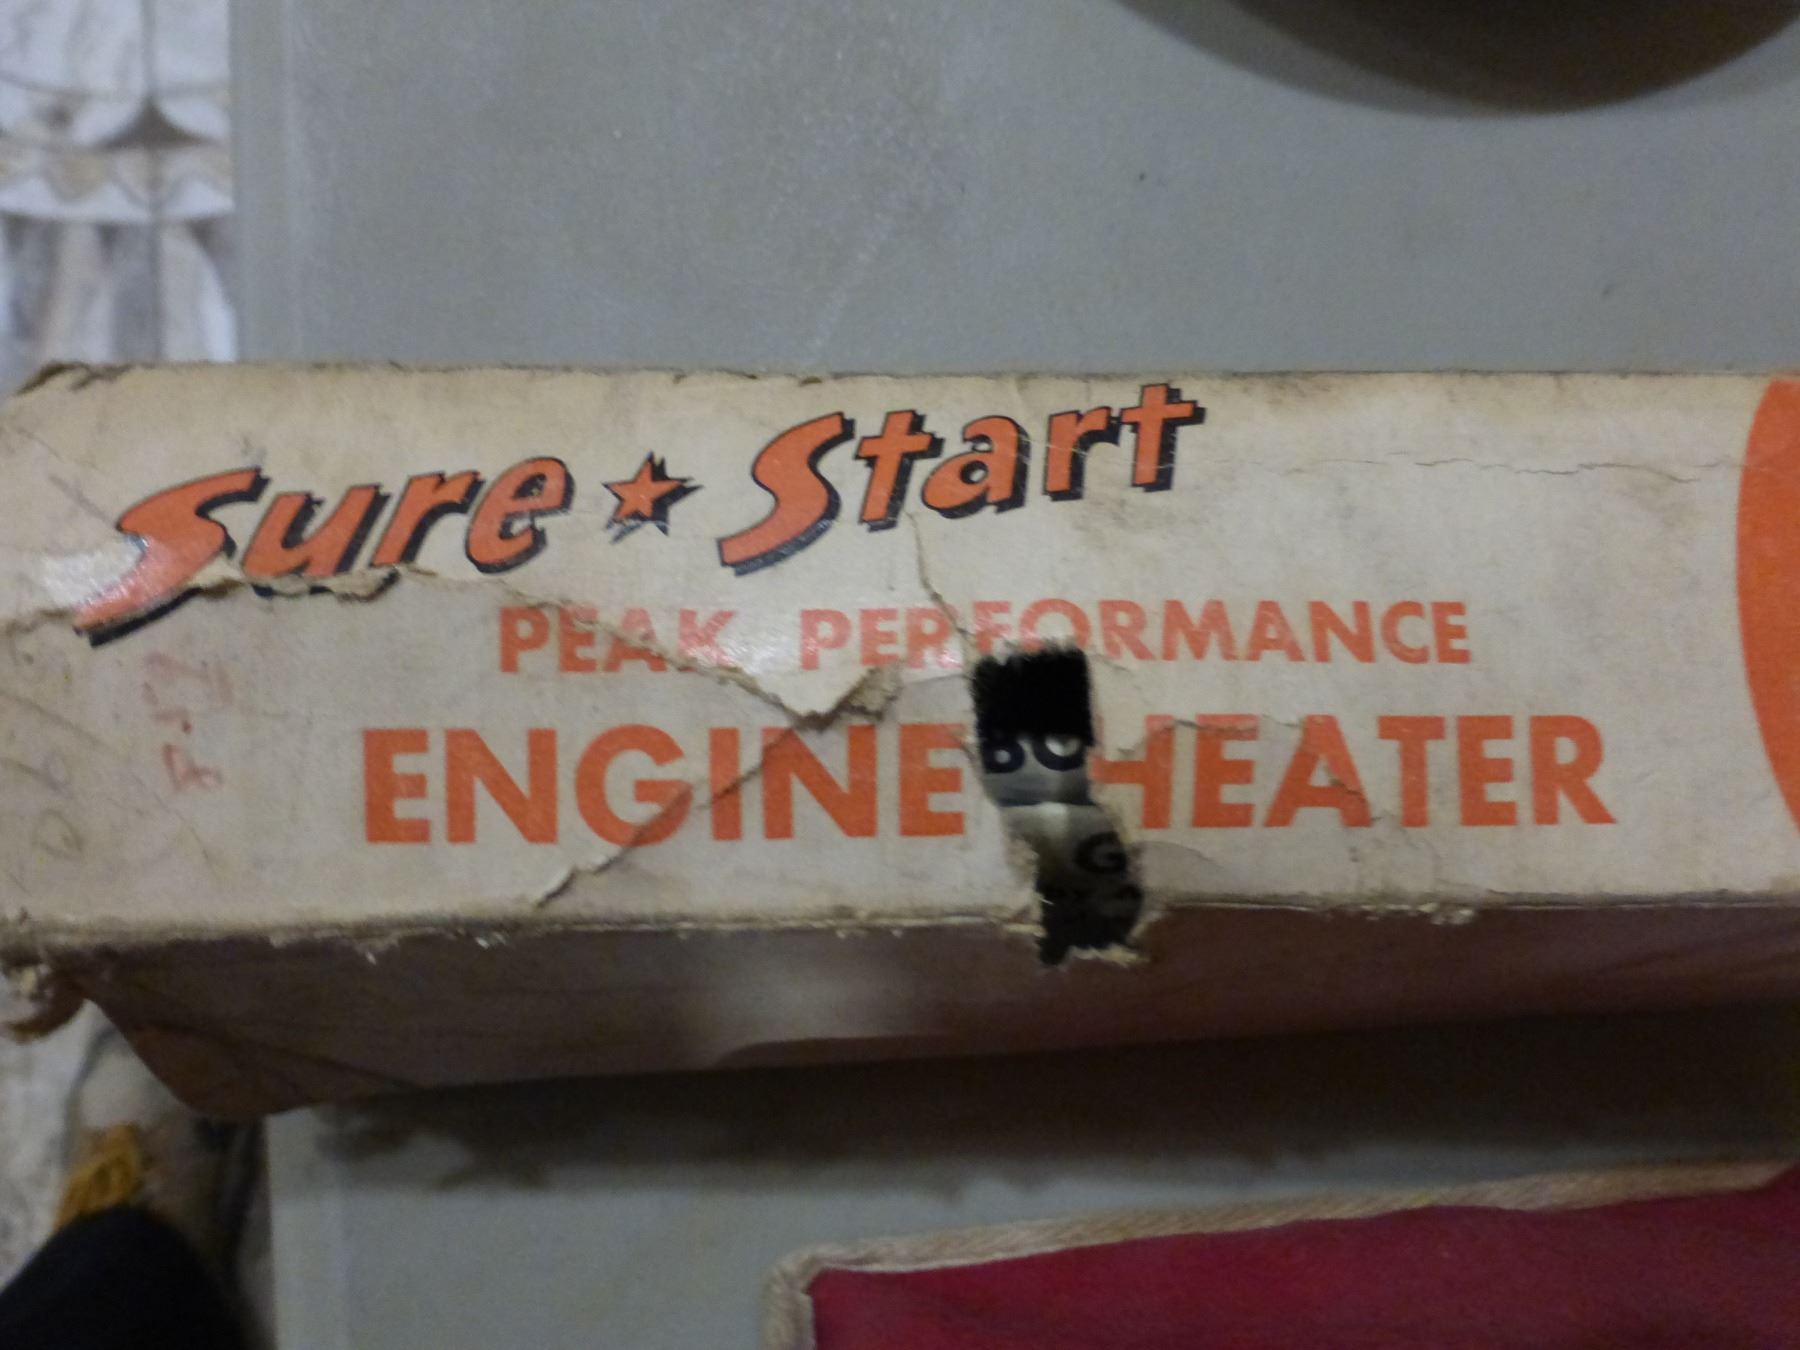 Sure ★ Start
PEAK PERFORMANCE
ENGINE HEATER
G